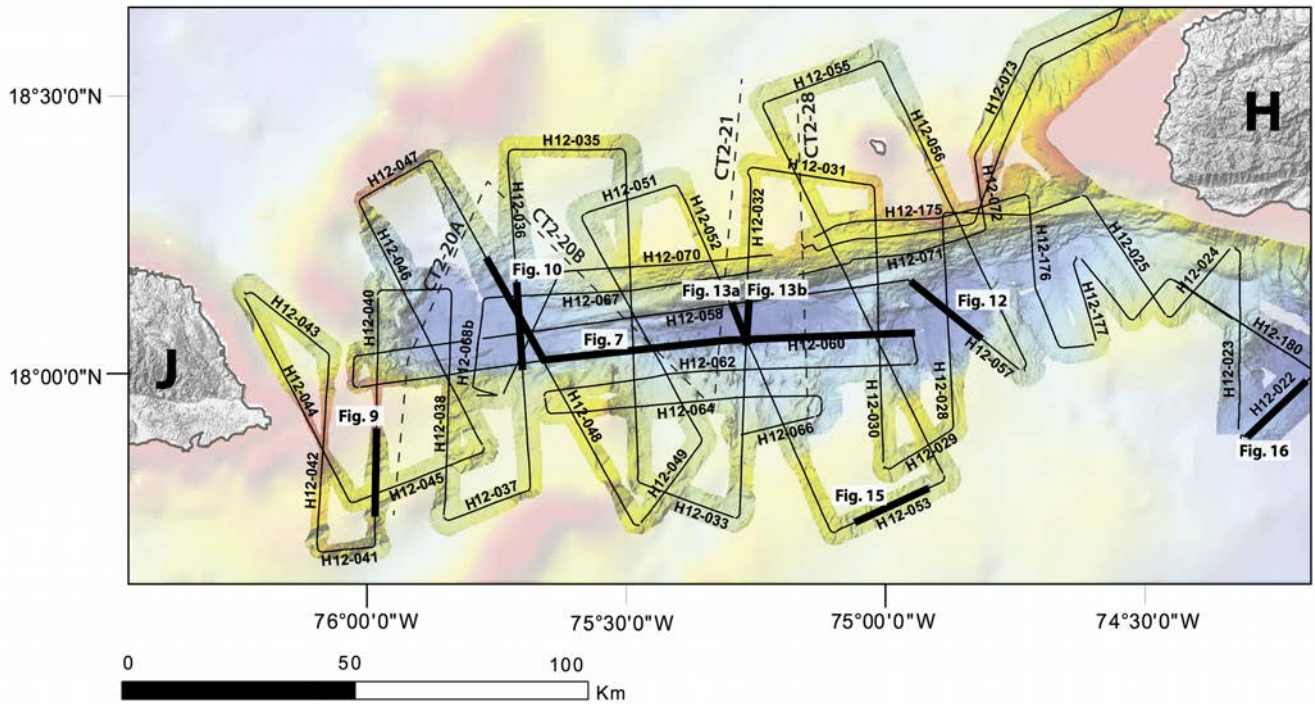 H12-055
18°30'0"N
H12-073
CT2-21
CT2-28
H
H12-035
H12-056
H12-047
H12-031
H12-051
H12-072
H12-036
H12-052
H12-032
H12-175
CT2-20A
CT2-20B
H12-046
H12-176
H12-025
H12-024
H12-070
H12-071
Fig. 10
H12-040
H12-067
Fig. 13a
Fig. 13b
Fig. 12
H12-043
H12-058
H12-177
H12-068b
Fig. 7
H12-060
H12-180
J
18°00'0"N
H12-062
H12-057
H12-023
H12-044
H12-028
H12-022
Fig. 9
H12-038
H12-048
H12-064
H12-030
H12-066
Fig. 16
H12-042
H12-045
H12-049
H12-029
H12-037
Fig. 15
H12-033
H12-053
H12-041
76°00'0"W
75°30'0"W
75°00'0"W
74°30'0"W
0
50
100
Km